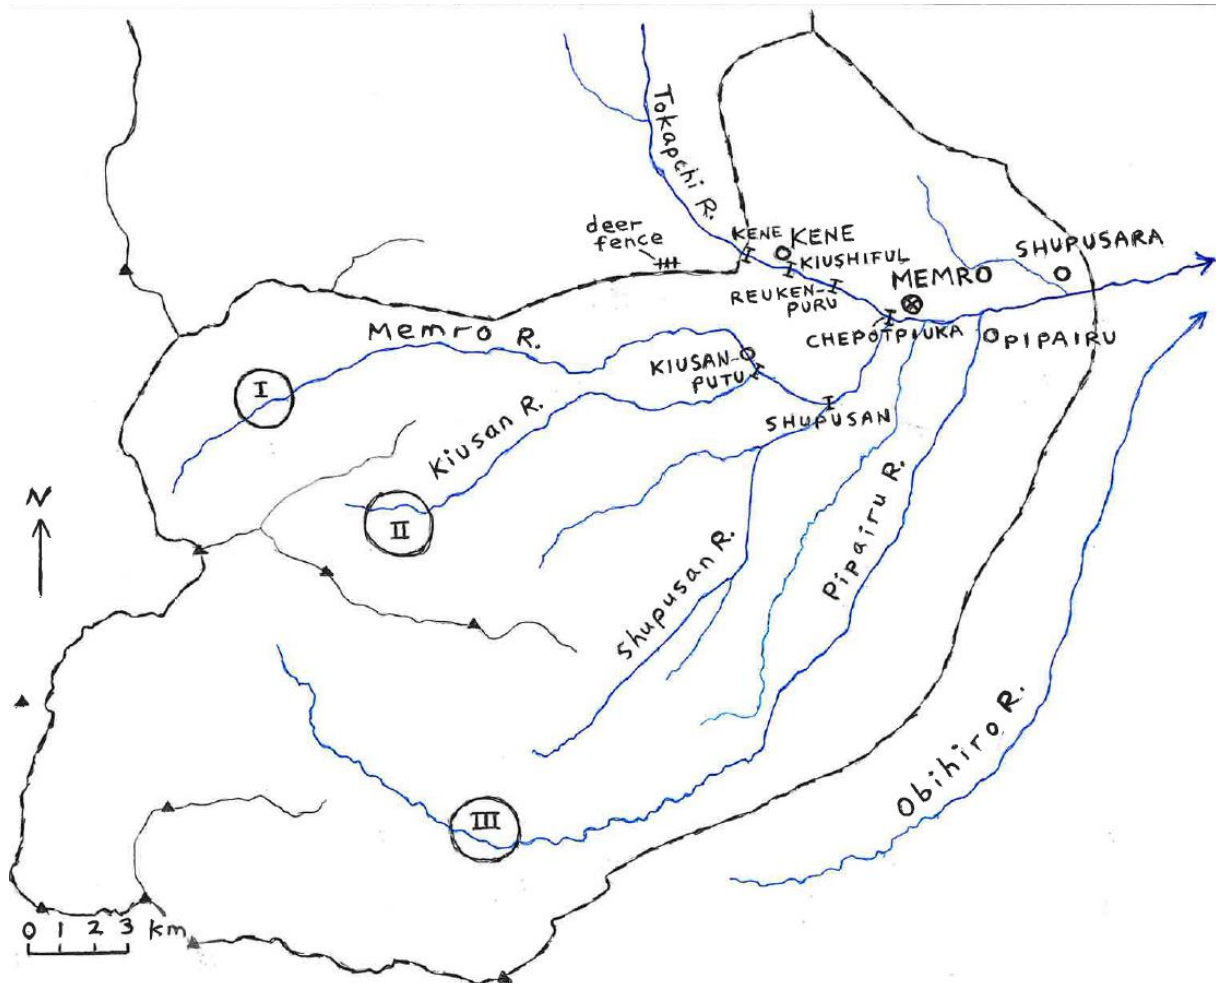 Tokapchi R.
deer
fence
KENE
KENE
KIUSHIFUL
SHUPUSARA
REUKEN-
PURU
MEMRO
CHEPOTPIUKA
PIPAIRU
Memro R.
KIUSAN-
PUTU
I
SHUPUSAN
Kiusan R.
N
II
Pipairu R.
Shupusan R.
Obihiro R.
III
0 1 2 3 km